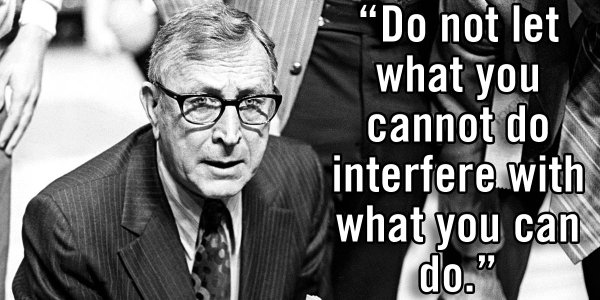 “Do not let
what you
cannot do
interfere with
what you can
do.”